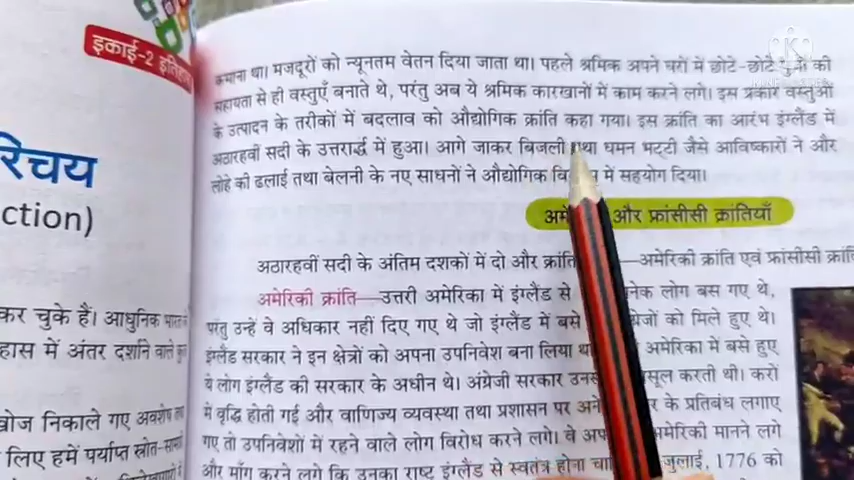 इकाई-2 इतिहा
रिचय
ction)
कर चुके हैं। आधुनिक भारत
हास में अंतर दर्शाने वाले
खोज निकाले गए अवशेष
लिए हमें पर्याप्त स्रोत-साम
कमाना था। मजदूरों को न्यूनतम वेतन दिया जाता था। पहले श्रमिक अपने घरों में छोटे-छोटे की
सहायता से ही वस्तुएँ बनाते थे, परंतु अब ये श्रमिक कारखानों में काम करने लगे। इस प्रकार वस्तुओं
के उत्पादन के तरीकों में बदलाव को औद्योगिक क्रांति कहा गया। इस क्रांति का आरंभ इंग्लैंड में
अठारहवीं सदी के उत्तरार्द्ध में हुआ। आगे जाकर बिजली तथा धमन भट्टी जैसे आविष्कारों ने और
लोहे की ढलाई तथा बेलनी के नए साधनों ने औद्योगिक में सहयोग दिया।
और फ्रांसीसी क्रांतियाँ
अठारहवीं सदी के अंतिम दशकों में दो और —अमेरिकी क्रांति एवं फ्रांसीसी क्रांति
अमेरिकी क्रांति—उत्तरी अमेरिका में इंग्लैंड से लोग बस गए थे,
परंतु उन्हें वे अधिकार नहीं दिए गए थे जो इंग्लैंड में बसे को मिले हुए थे।
इंग्लैंड सरकार ने इन क्षेत्रों को अपना उपनिवेश बना लिया अमेरिका में बसे हुए
ये लोग इंग्लैंड की सरकार के अधीन थे। अंग्रेजी सरकार करती थी। करों
में वृद्धि होती गई और वाणिज्य व्यवस्था तथा प्रशासन पर के प्रतिबंध लगाए
गए तो उपनिवेशों में रहने वाले लोग विरोध करने लगे। वे अमेरिकी मानने लगे
और माँग करने लगे कि उनका राष्ट्र इंग्लैंड से स्वतंत्र होना जुलाई, 1776 को